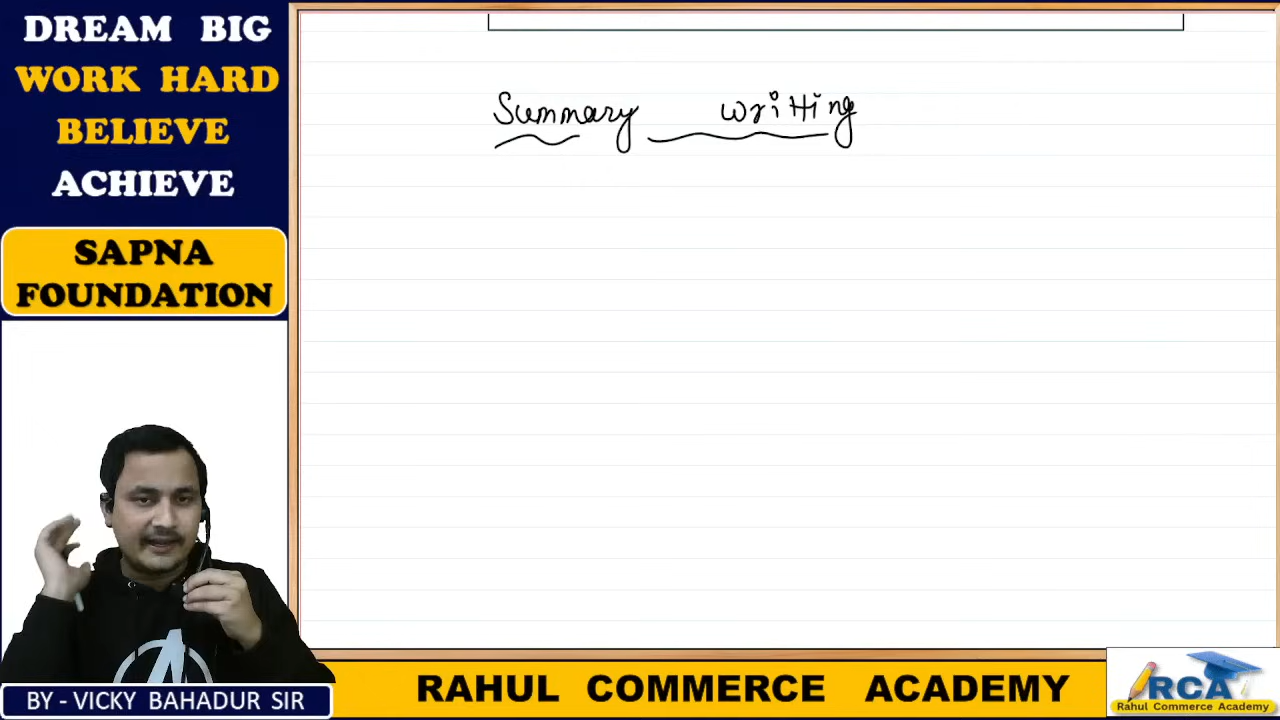 DREAM BIG
WORK HARD
BELIEVE
ACHIEVE
SAPNA
FOUNDATION
Summary writting
BY - VICKY BAHADUR SIR
RAHUL COMMERCE ACADEMY
RCA
Rahul Commerce Academy